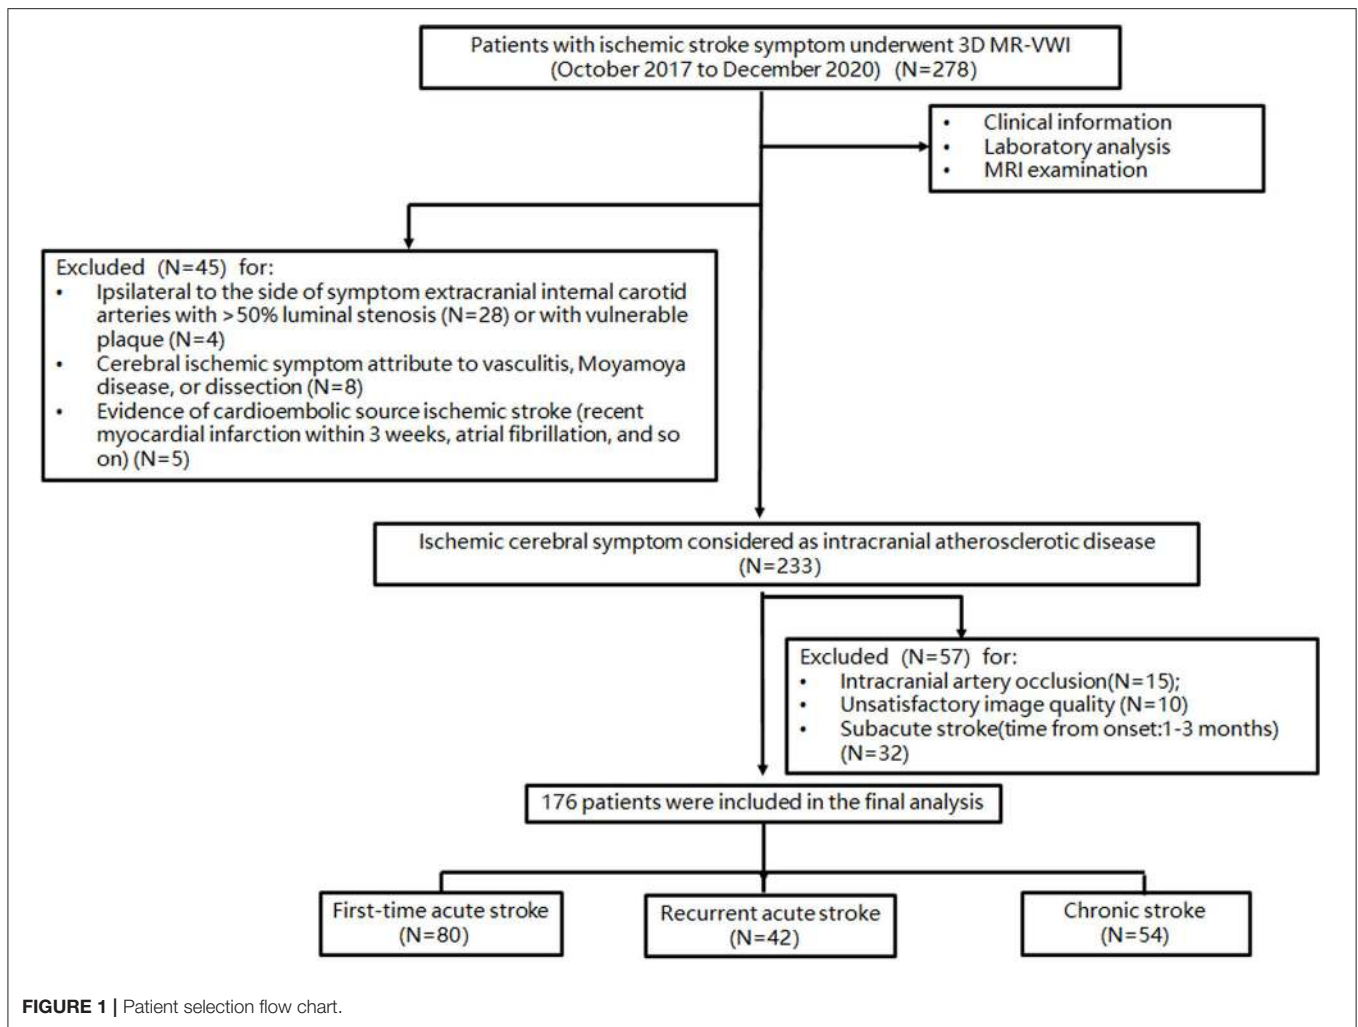 Patients with ischemic stroke symptom underwent 3D MR-VWI
(October 2017 to December 2020) (N=278)
• Clinical information
• Laboratory analysis
• MRI examination
Excluded (N=45) for:
• Ipsilateral to the side of symptom extracranial internal carotid
arteries with >50% luminal stenosis (N=28) or with vulnerable
plaque (N=4)
• Cerebral ischemic symptom attribute to vasculitis, Moyamoya
disease, or dissection (N=8)
• Evidence of cardioembolic source ischemic stroke (recent
myocardial infarction within 3 weeks, atrial fibrillation, and so
on) (N=5)
Ischemic cerebral symptom considered as intracranial atherosclerotic disease
(N=233)
Excluded (N=57) for:
• Intracranial artery occlusion(N=15);
• Unsatisfactory image quality (N=10)
• Subacute stroke(time from onset:1-3 months)
(N=32)
176 patients were included in the final analysis
First-time acute stroke
(N=80)
Recurrent acute stroke
(N=42)
Chronic stroke
(N=54)
FIGURE 1 | Patient selection flow chart.